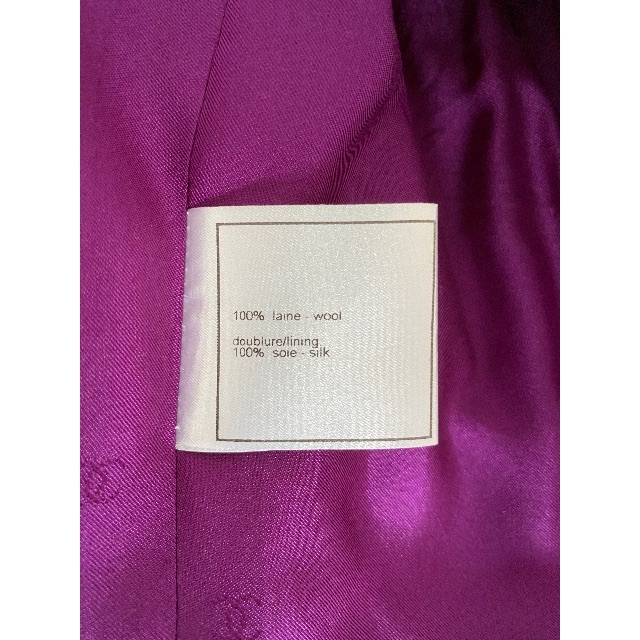 100% laine - wool
doublure/lining
100% soie - silk